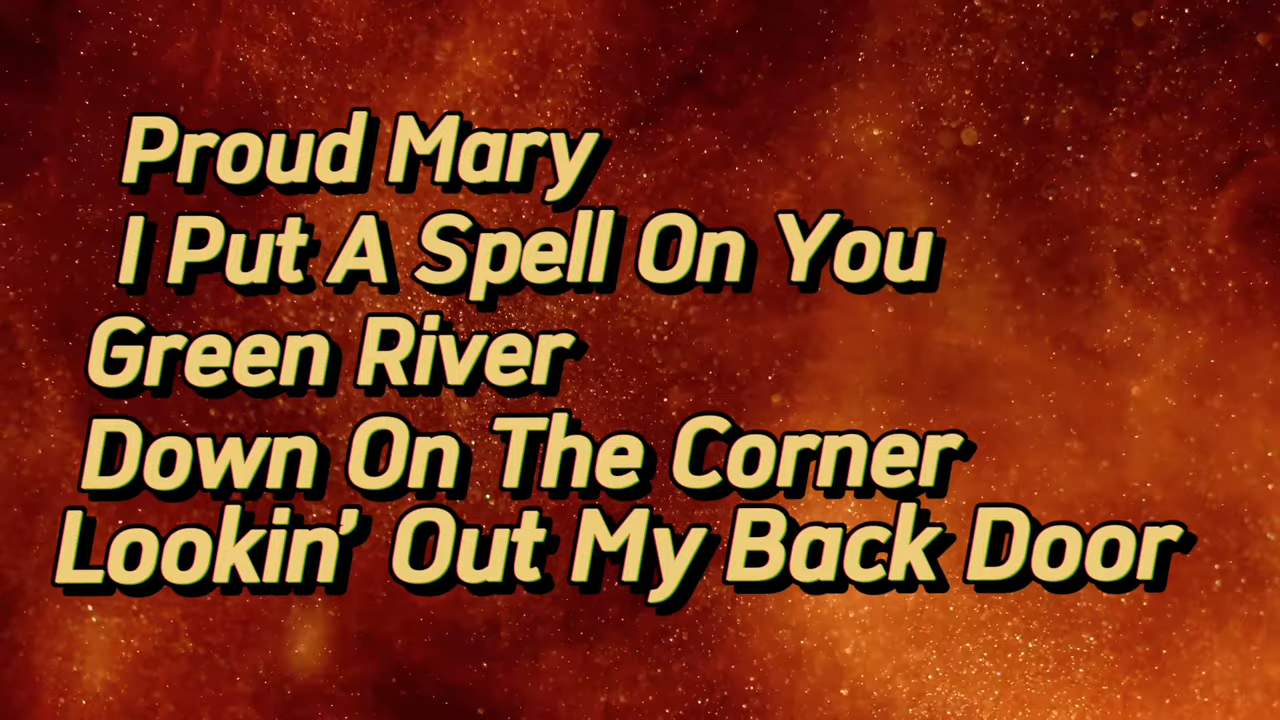 Proud Mary
I Put A Spell On You
Green River
Down On The Corner
Lookin’ Out My Back Door